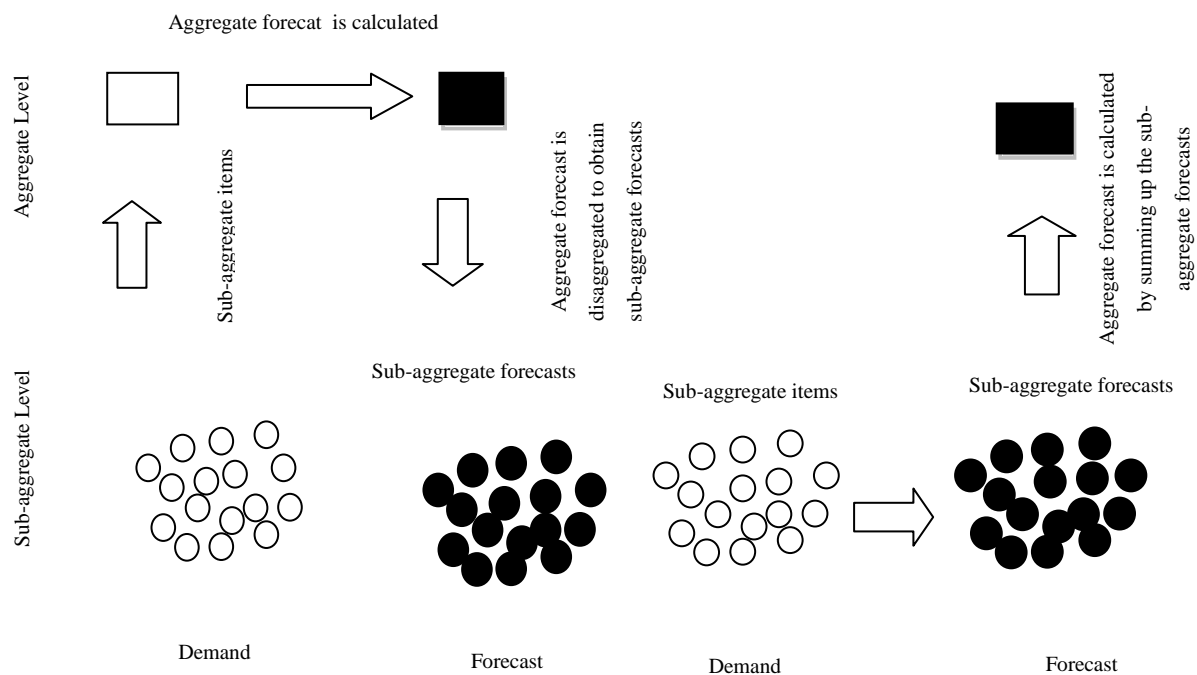 Aggregate forecat is calculated
Aggregate Level
Sub-aggregate items
Aggregate forecast is
disaggregated to obtain
sub-aggregate forecasts
Aggregate forecast is calculated
by summing up the sub-
aggregate forecasts
Sub-aggregate Level
Sub-aggregate forecasts
Sub-aggregate items
Sub-aggregate forecasts
Demand
Forecast
Demand
Forecast